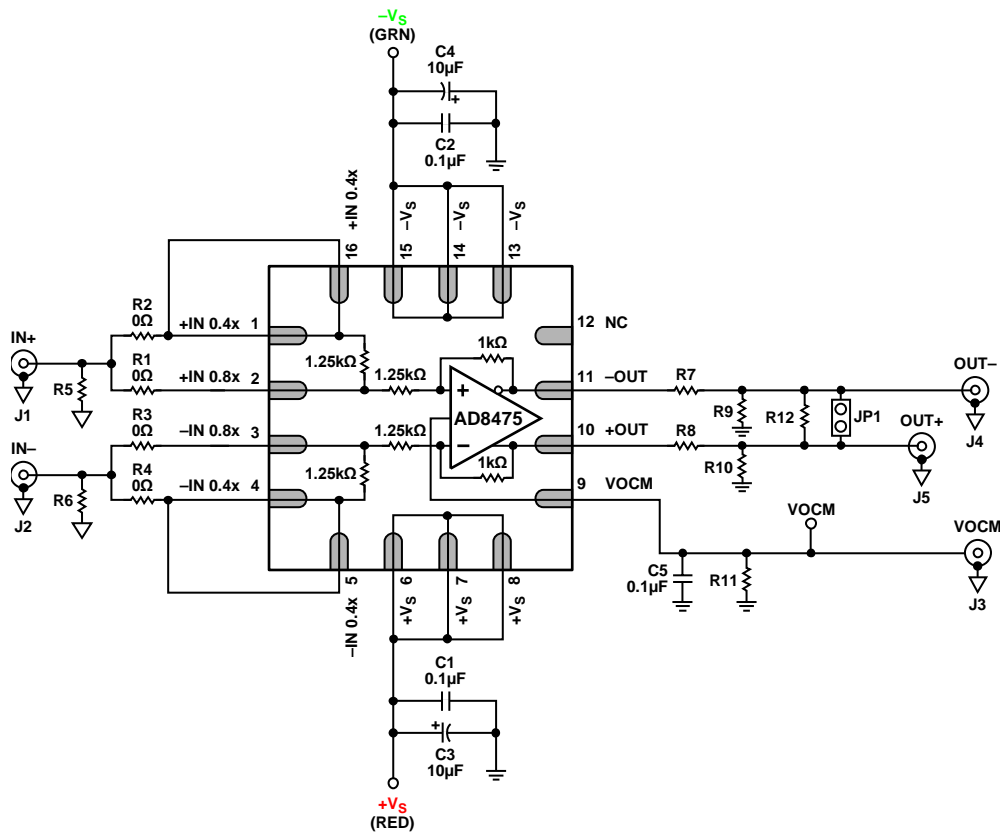 –VS
(GRN)
C4
10µF
C2
0.1µF
+IN 0.4x
–VS
–VS
–VS
16
15
14
13
R2
0Ω
+IN 0.4x 1
12 NC
IN+
R1
0Ω
1.25kΩ
1kΩ
+IN 0.8x 2
1.25kΩ
11 –OUT
R7
OUT–
R5
J1
+
AD8475
–
R9
R12
JP1
J4
R3
0Ω
–IN 0.8x 3
1.25kΩ
10 +OUT
R8
OUT+
IN–
R4
0Ω
1.25kΩ
1kΩ
R10
J5
R6
–IN 0.4x 4
9 VOCM
J2
VOCM
VOCM
C5
0.1µF
R11
J3
5
6
7
8
–IN 0.4x
+VS
+VS
+VS
C1
0.1µF
+
C3
10µF
+
+VS
(RED)